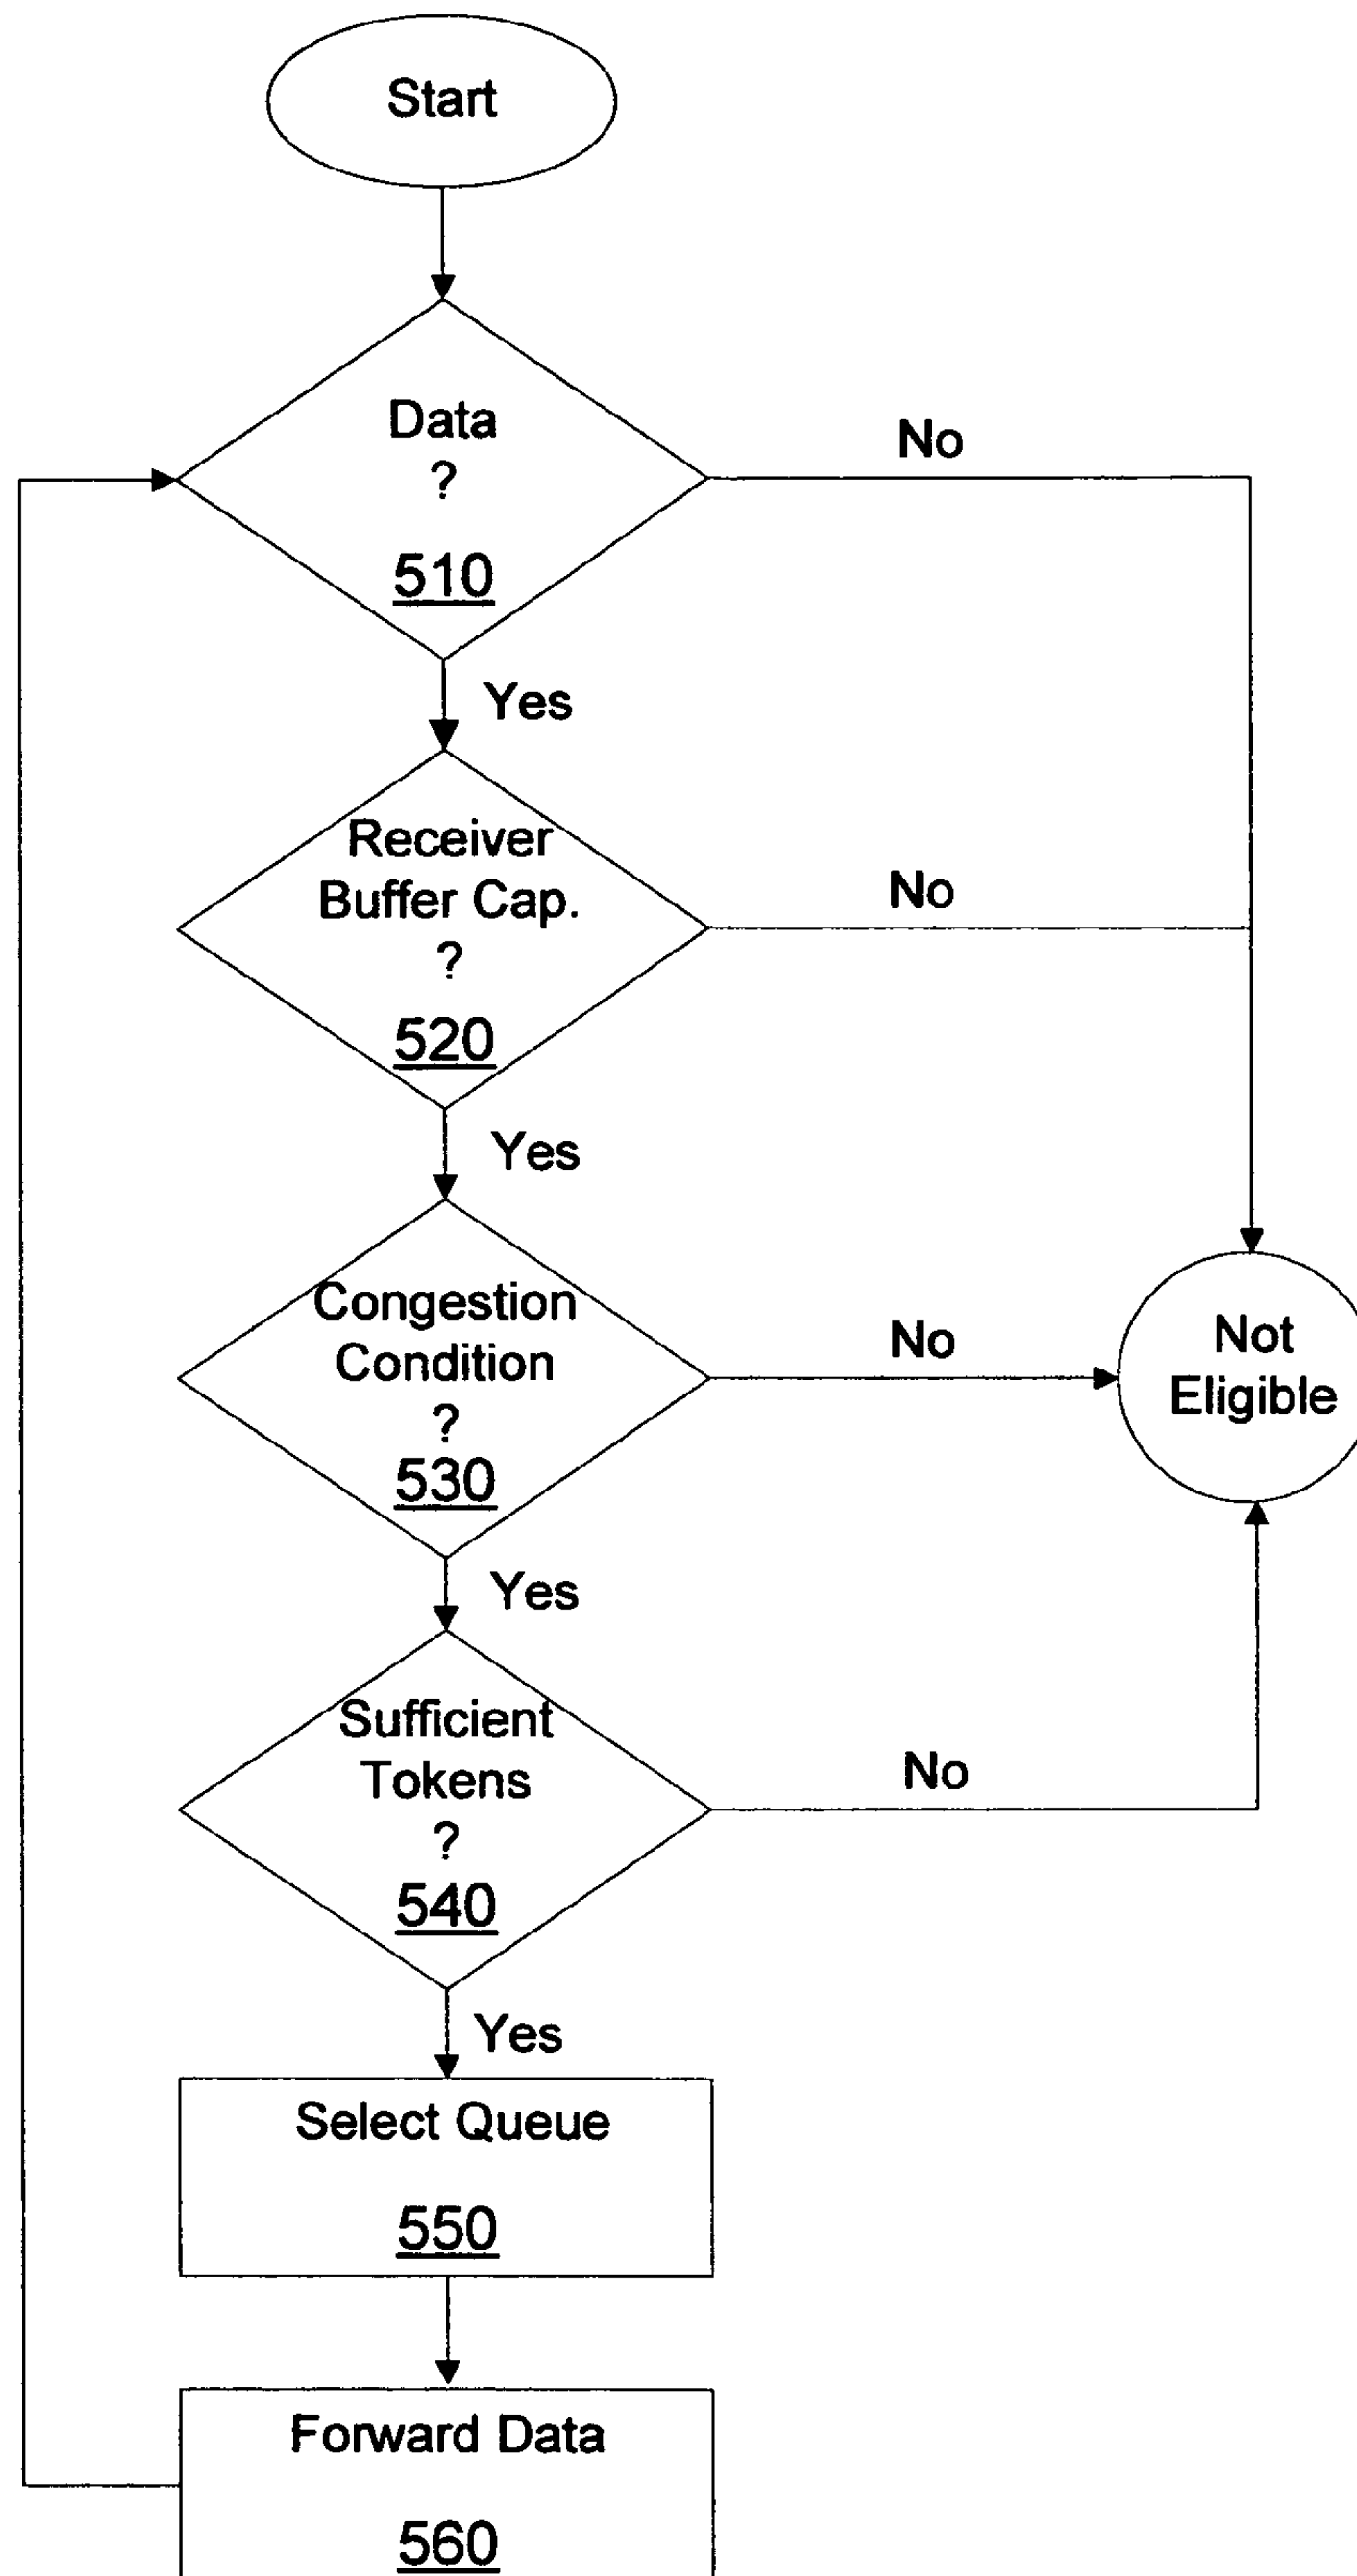 Start
Data
?
510
No
Yes
Receiver
Buffer Cap.
?
520
No
Yes
Congestion
Condition
?
530
No
Not
Eligible
Yes
Sufficient
Tokens
?
540
No
Yes
Select Queue
550
Forward Data
560